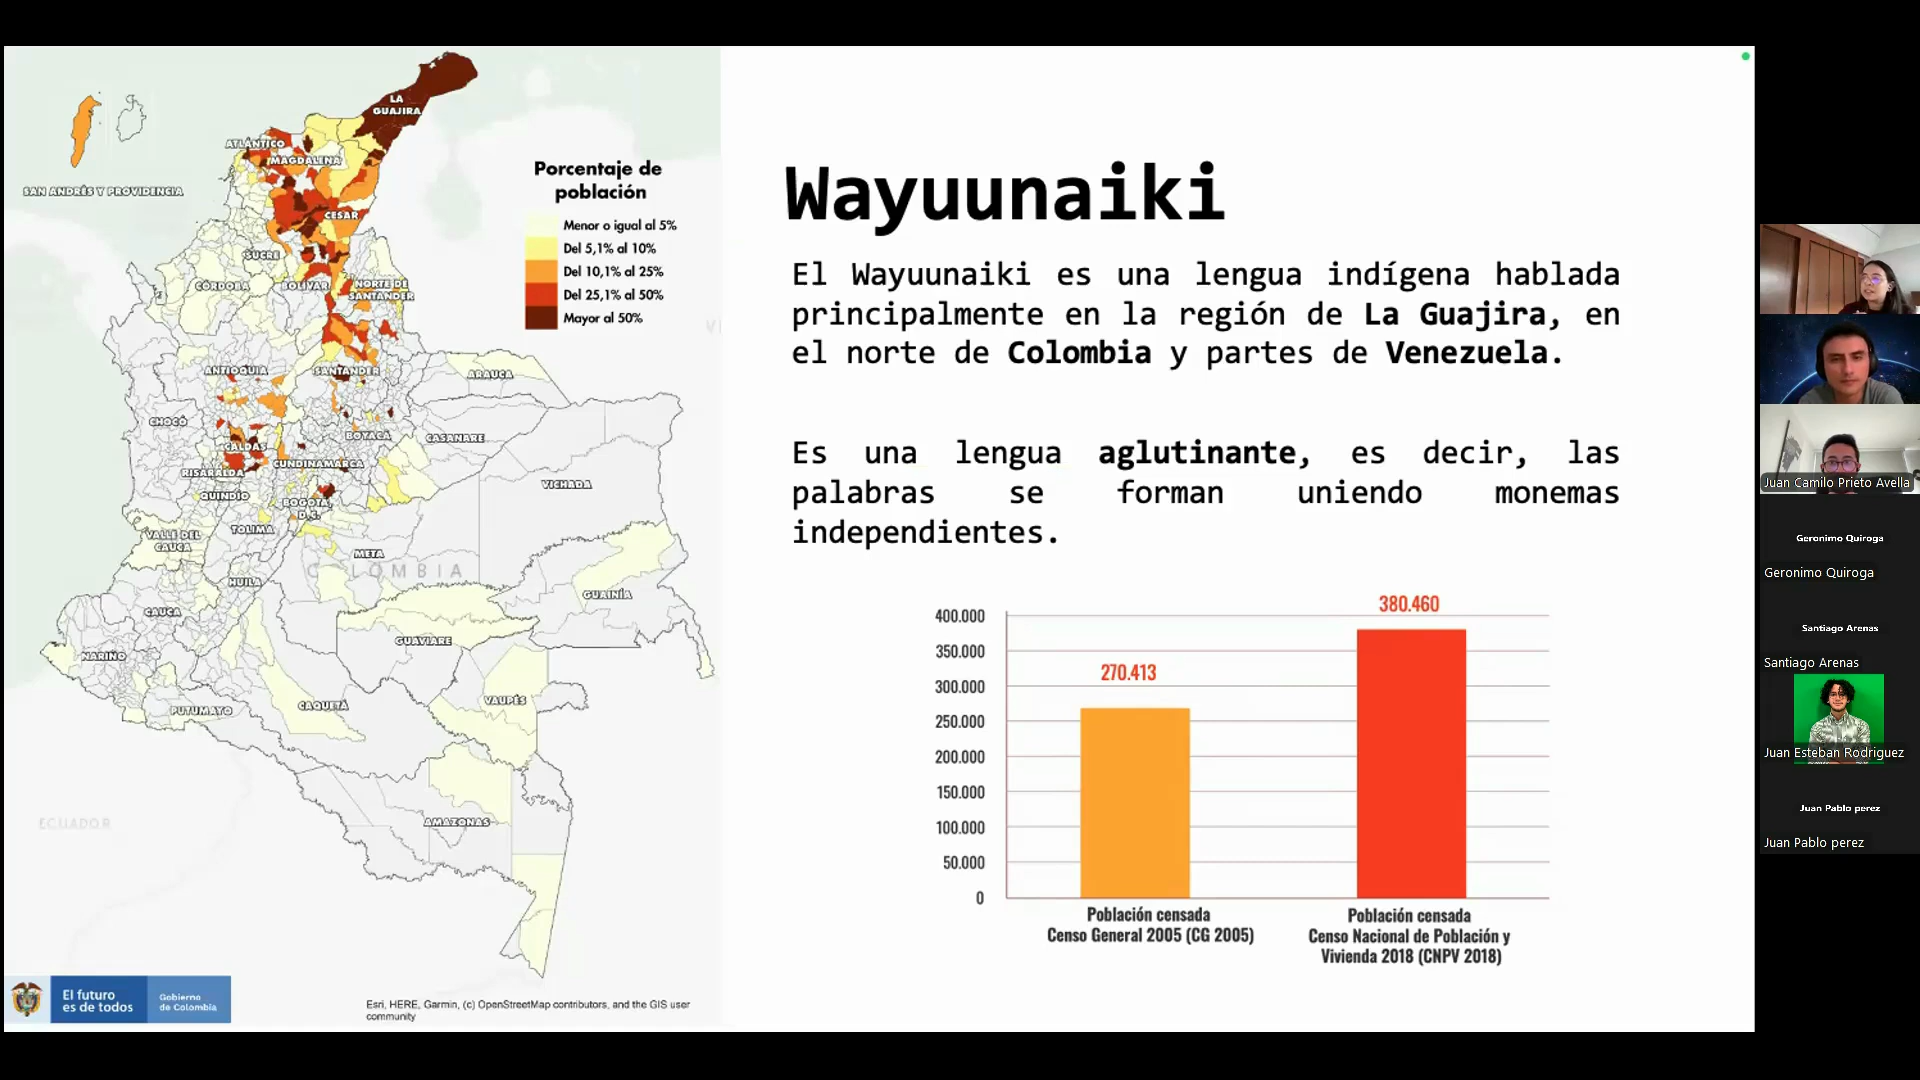 LA
GUAJIRA
ATLÁNTICO
MAGDALENA
SAN ANDRÉS Y PROVIDENCIA
CESAR
SUCRE
CÓRDOBA
BOLÍVAR
NORTE DE
SANTANDER
ANTIOQUIA
SANTANDER
ARAUCA
CHOCÓ
BOYACÁ
CASANARE
CALDAS
RISARALDA
CUNDINAMARCA
QUINDÍO
BOGOTÁ,
D.C.
VICHADA
TOLIMA
VALLE DEL
CAUCA
META
COLOMBIA
HUILA
GUAINÍA
CAUCA
GUAVIARE
NARIÑO
CAQUETÁ
VAUPÉS
PUTUMAYO
AMAZONAS
ECUADOR
Porcentaje de
población
Menor o igual al 5%
Del 5,1% al 10%
Del 10,1% al 25%
Del 25,1% al 50%
Mayor al 50%
El futuro
es de todos
Gobierno
de Colombia
Esri, HERE, Garmin, (c) OpenStreetMap contributors, and the GIS user
community
Wayuunaiki
El Wayuunaiki es una lengua indígena hablada
principalmente en la región de La Guajira, en
el norte de Colombia y partes de Venezuela.
Es una lengua aglutinante, es decir, las
palabras se forman uniendo monemas
independientes.
400.000
350.000
300.000
250.000
200.000
150.000
100.000
50.000
0
270.413
380.460
Población censada
Censo General 2005 (CG 2005)
Población censada
Censo Nacional de Población y
Vivienda 2018 (CNPV 2018)
Juan Camilo Prieto Avella
Geronimo Quiroga
Geronimo Quiroga
Santiago Arenas
Santiago Arenas
Juan Esteban Rodriguez
Juan Pablo perez
Juan Pablo perez